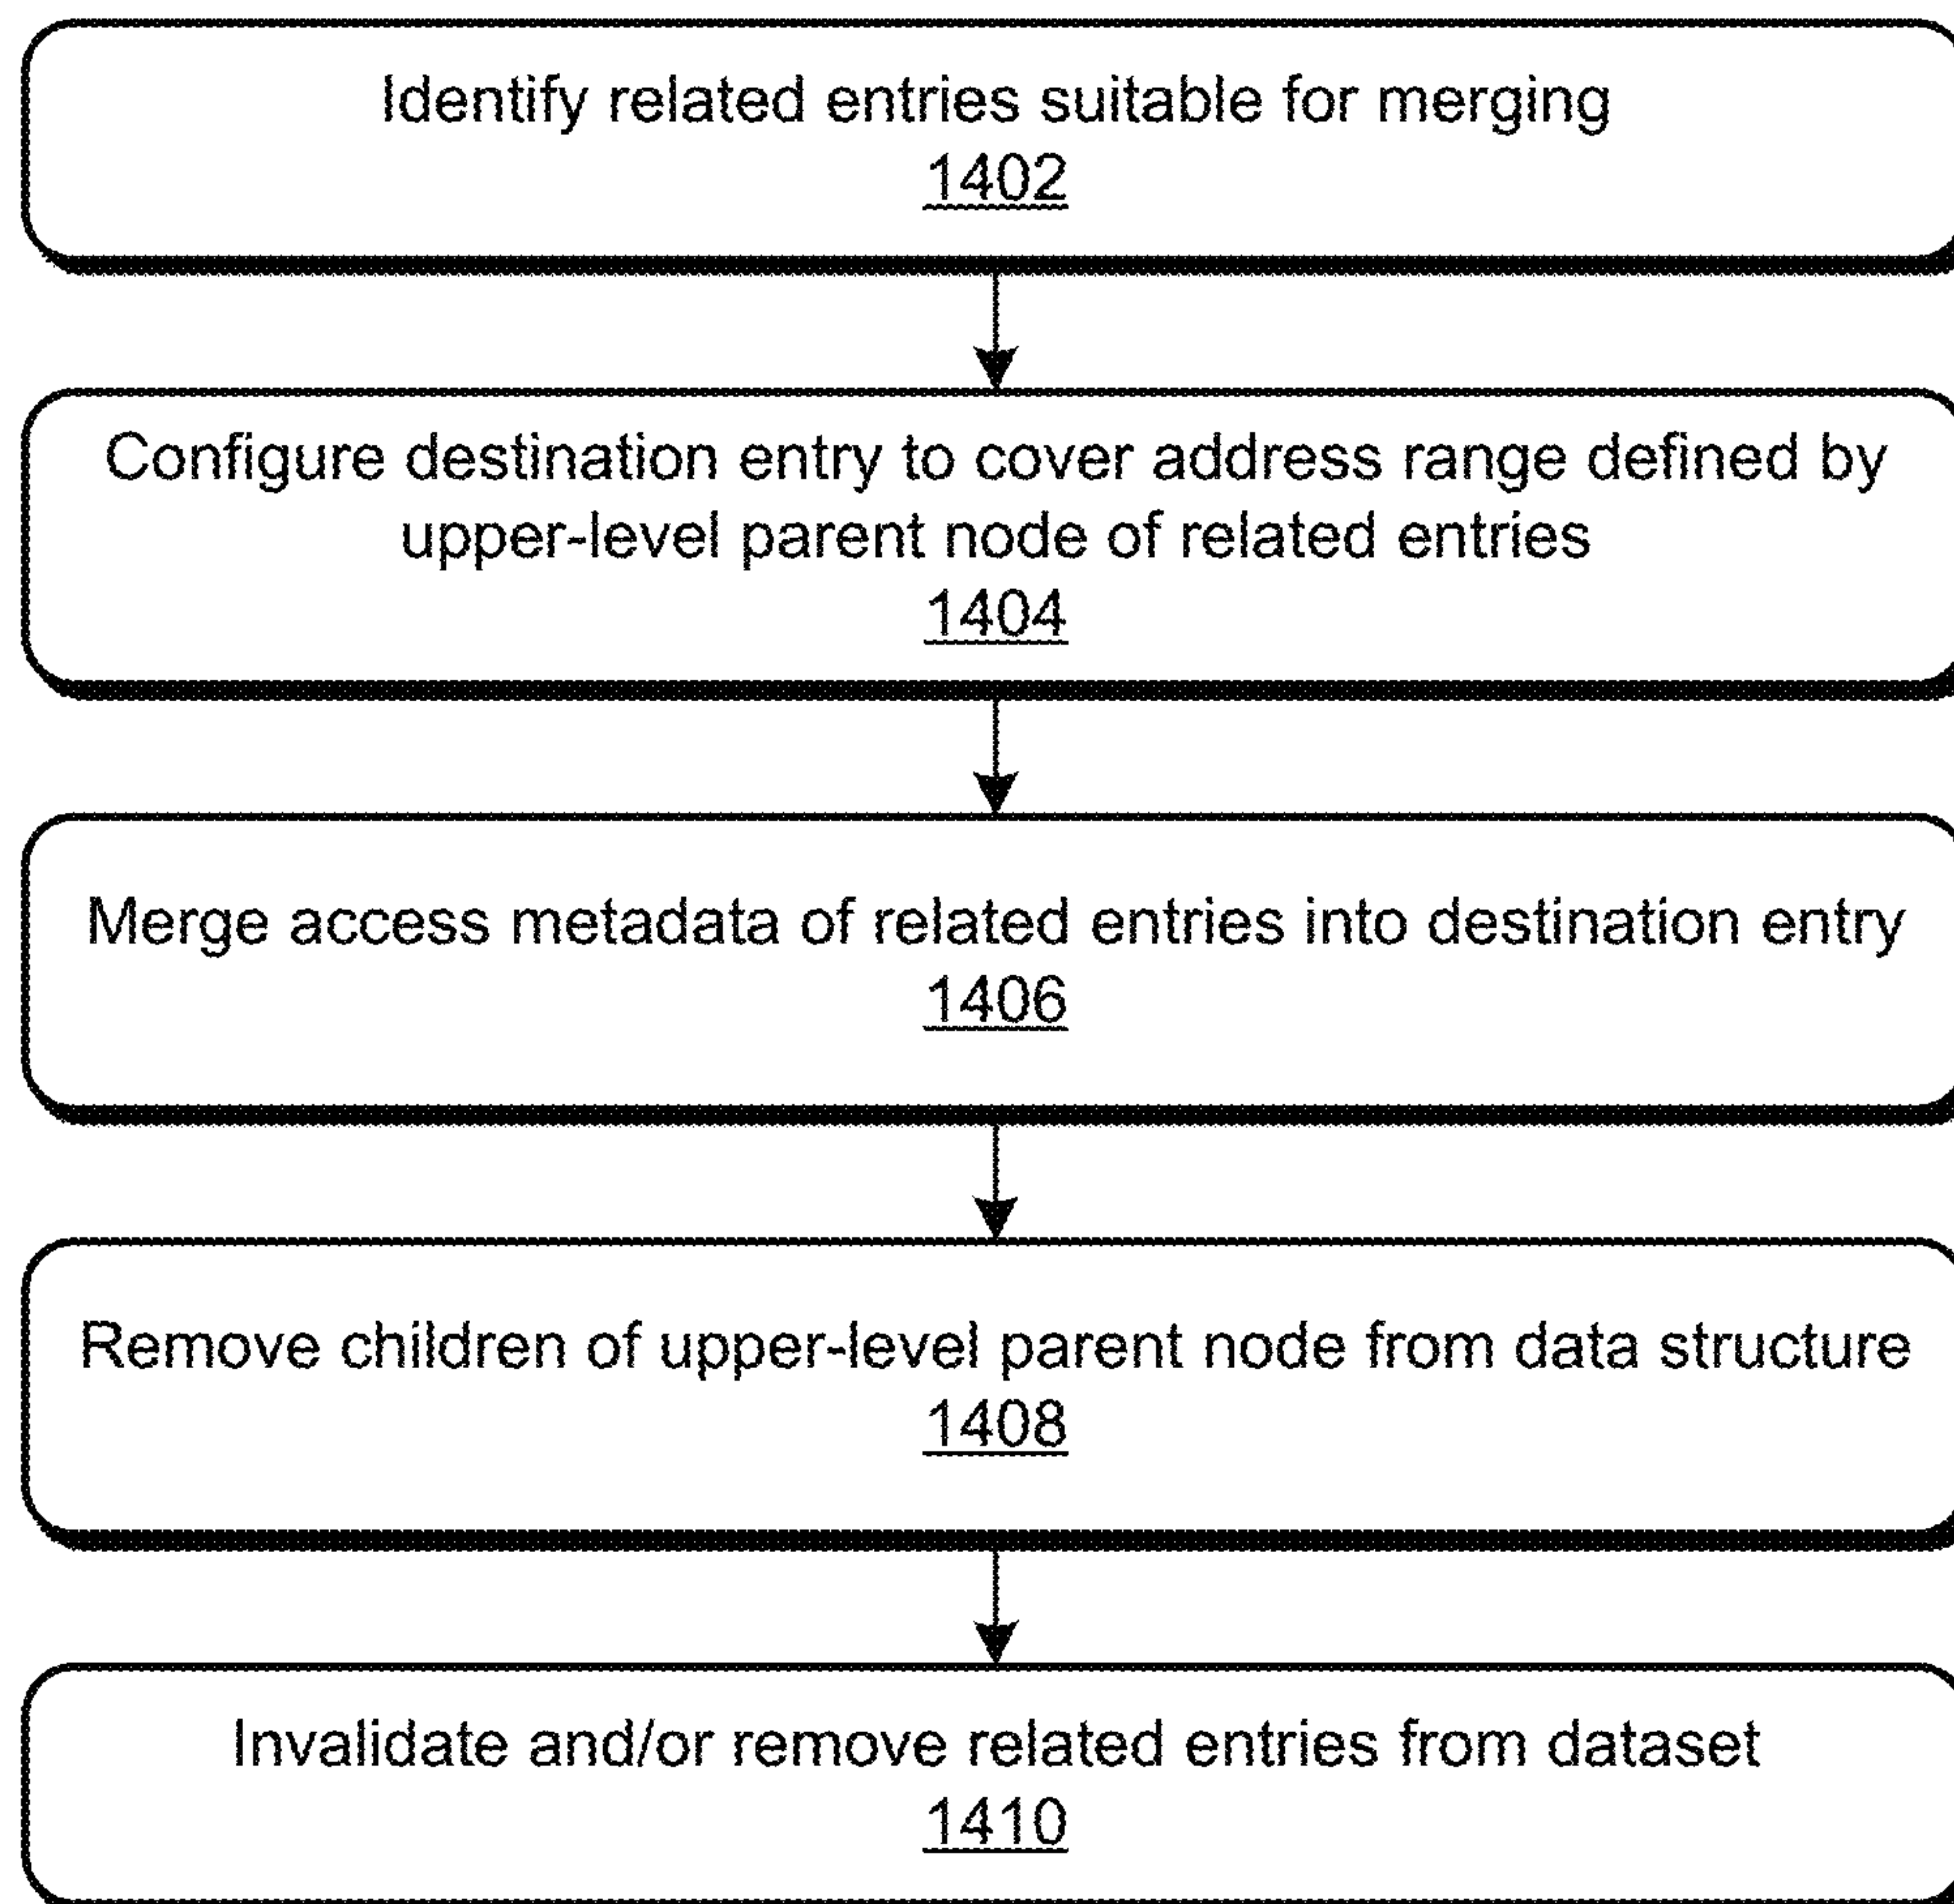 Identify related entries suitable for merging
1402
Configure destination entry to cover address range defined by
upper-level parent node of related entries
1404
Merge access metadata of related entries into destination entry
1406
Remove children of upper-level parent node from data structure
1408
Invalidate and/or remove related entries from dataset
1410